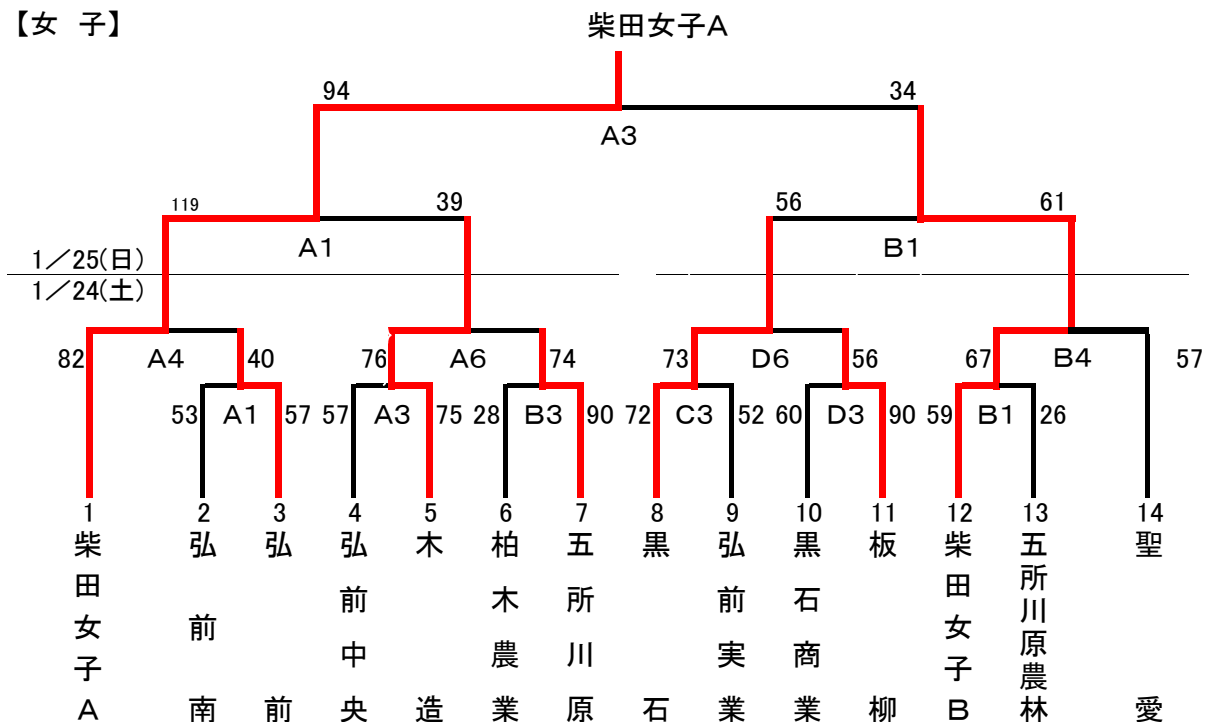 【女 子】
柴田女子A
94
34
A3
119
39
56
61
A1
B1
1／25(日)
1／24(土)
82
A4
40
76
A6
74
73
D6
56
67
B4
57
53
A1
57
57
A3
75
28
B3
90
72
C3
52
60
D3
90
59
B1
26
1
2
3
4
5
6
7
8
9
10
11
12
13
14
柴田女子A
弘前南
弘前
弘前中央
木造
柏木農業
五所川原
黒石
弘前実業
黒石商業
板柳
柴田女子B
五所川原農林
聖愛